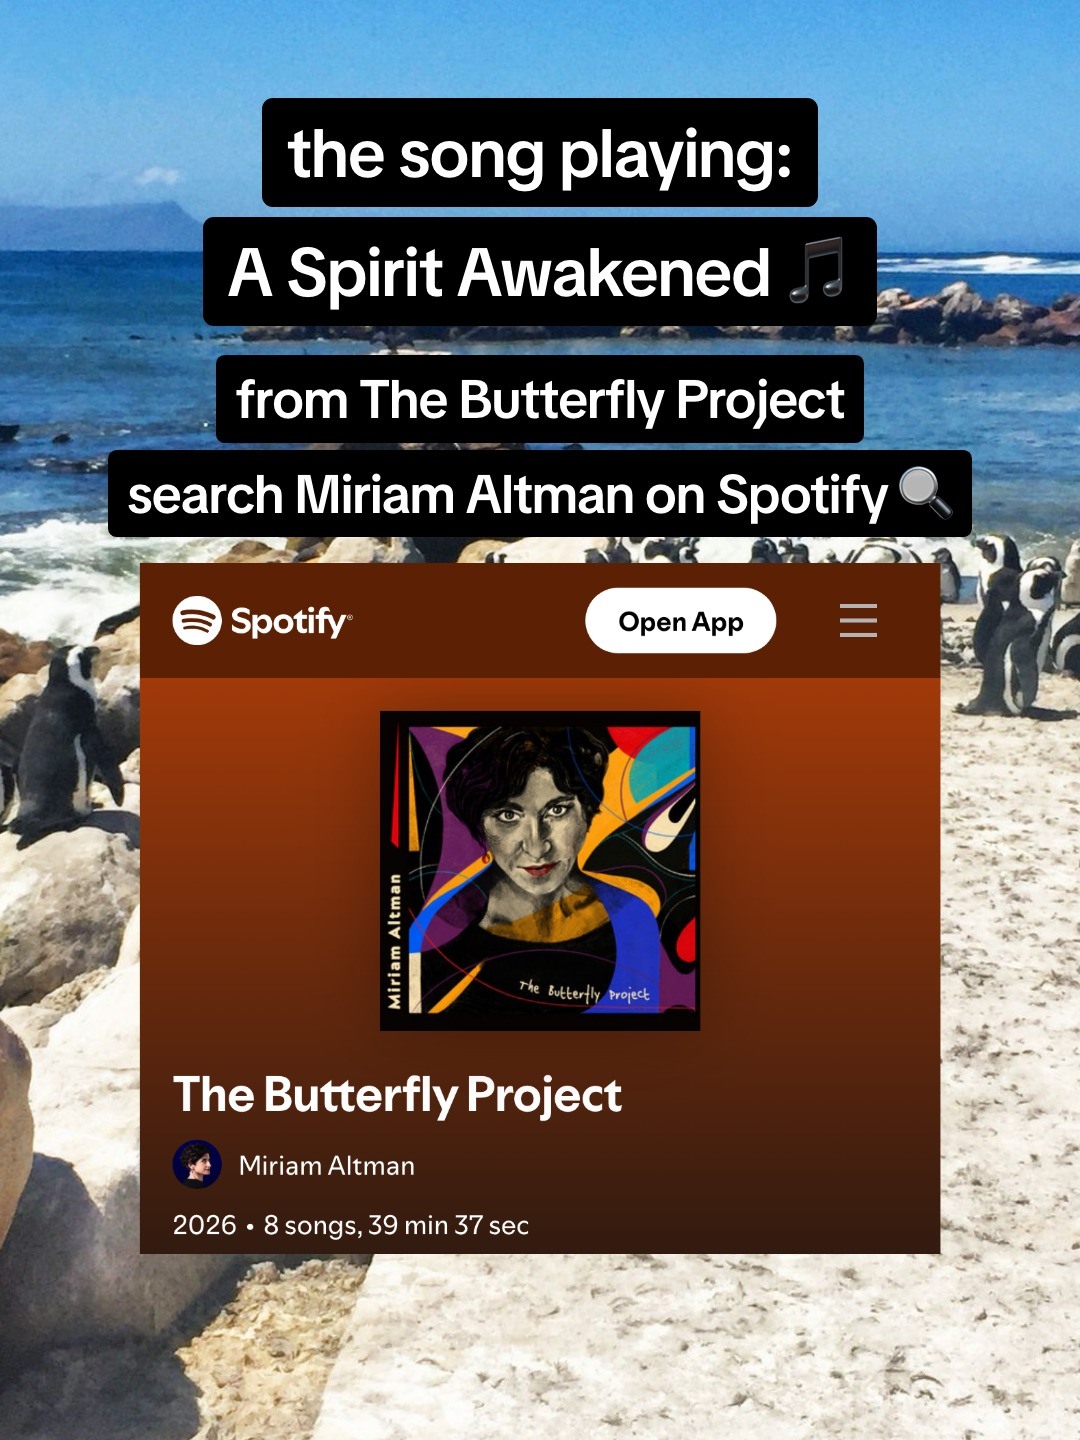 the song playing:
A Spirit Awakened 🎵
from The Butterfly Project
search Miriam Altman on Spotify 🔍
Spotify®
Open App
Miriam Altman
The Butterfly Project
The Butterfly Project
Miriam Altman
2026 • 8 songs, 39 min 37 sec